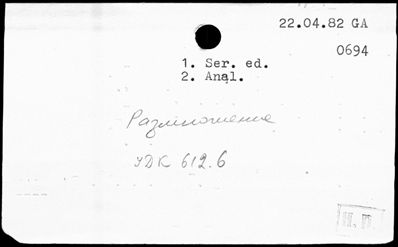 22.04.82 GA
0694
1. Ser. ed.
2. Anal.
Размножение
УДК 612.6